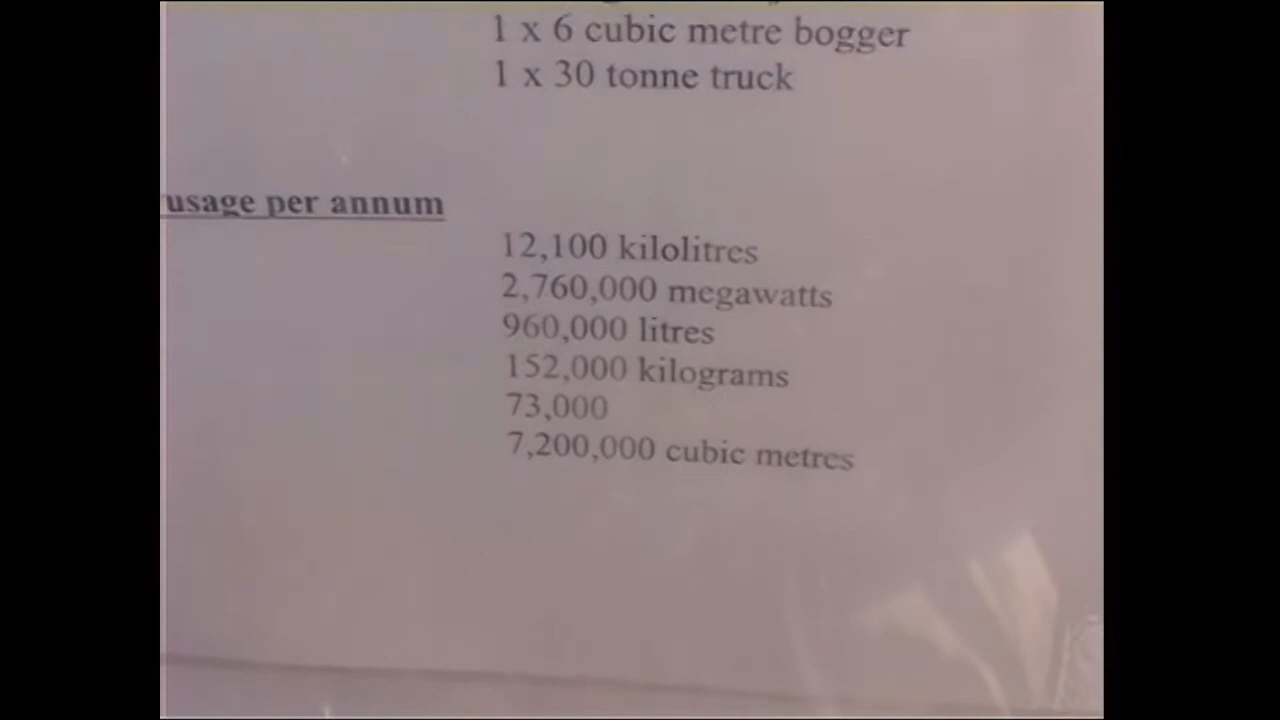 1 x 6 cubic metre bogger
1 x 30 tonne truck
usage per annum
12,100 kilolitres
2,760,000 megawatts
960,000 litres
152,000 kilograms
73,000
7,200,000 cubic metres